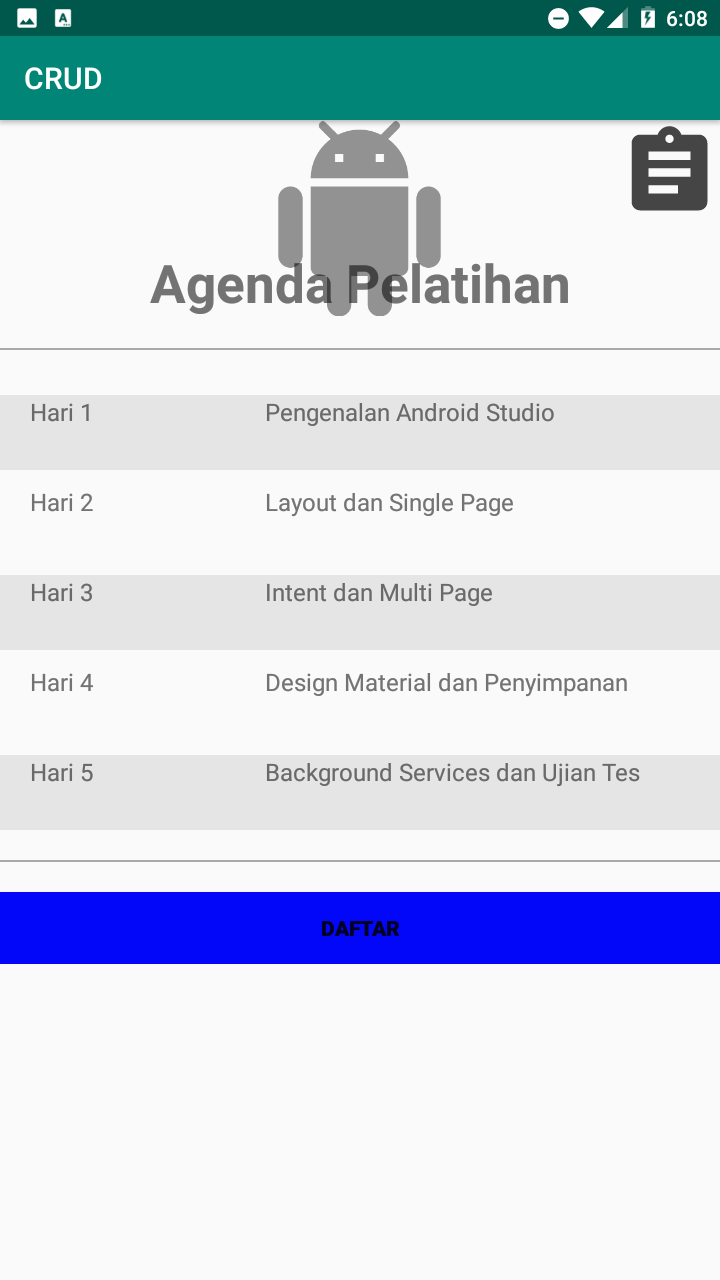 6:08
CRUD
Agenda Pelatihan
Hari 1 Pengenalan Android Studio
Hari 2 Layout dan Single Page
Hari 3 Intent dan Multi Page
Hari 4 Design Material dan Penyimpanan
Hari 5 Background Services dan Ujian Tes
DAFTAR